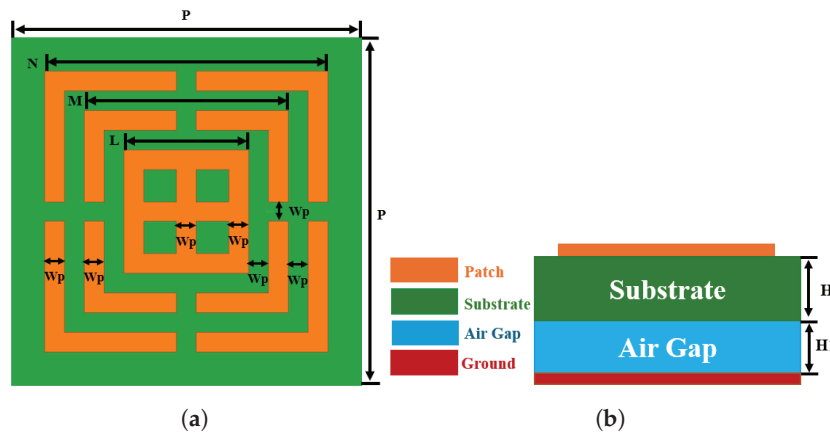 P
N
M
L
P
Wp
Wp
Wp
Wp
Wp
Wp
Wp
Patch
Substrate
Air Gap
Ground
Substrate
H
Air Gap
H
(a)
(b)